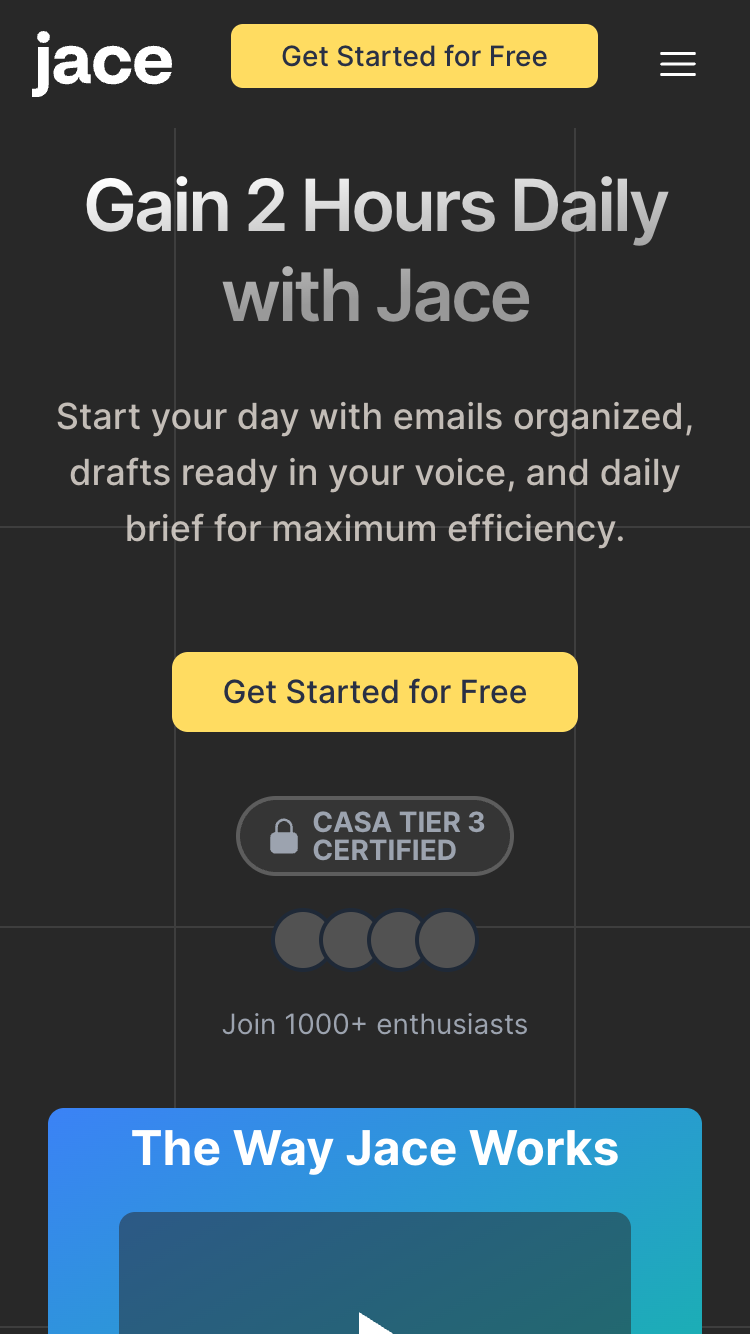 jace
Get Started for Free
Gain 2 Hours Daily
with Jace
Start your day with emails organized,
drafts ready in your voice, and daily
brief for maximum efficiency.
Get Started for Free
CASA TIER 3
CERTIFIED
Join 1000+ enthusiasts
The Way Jace Works